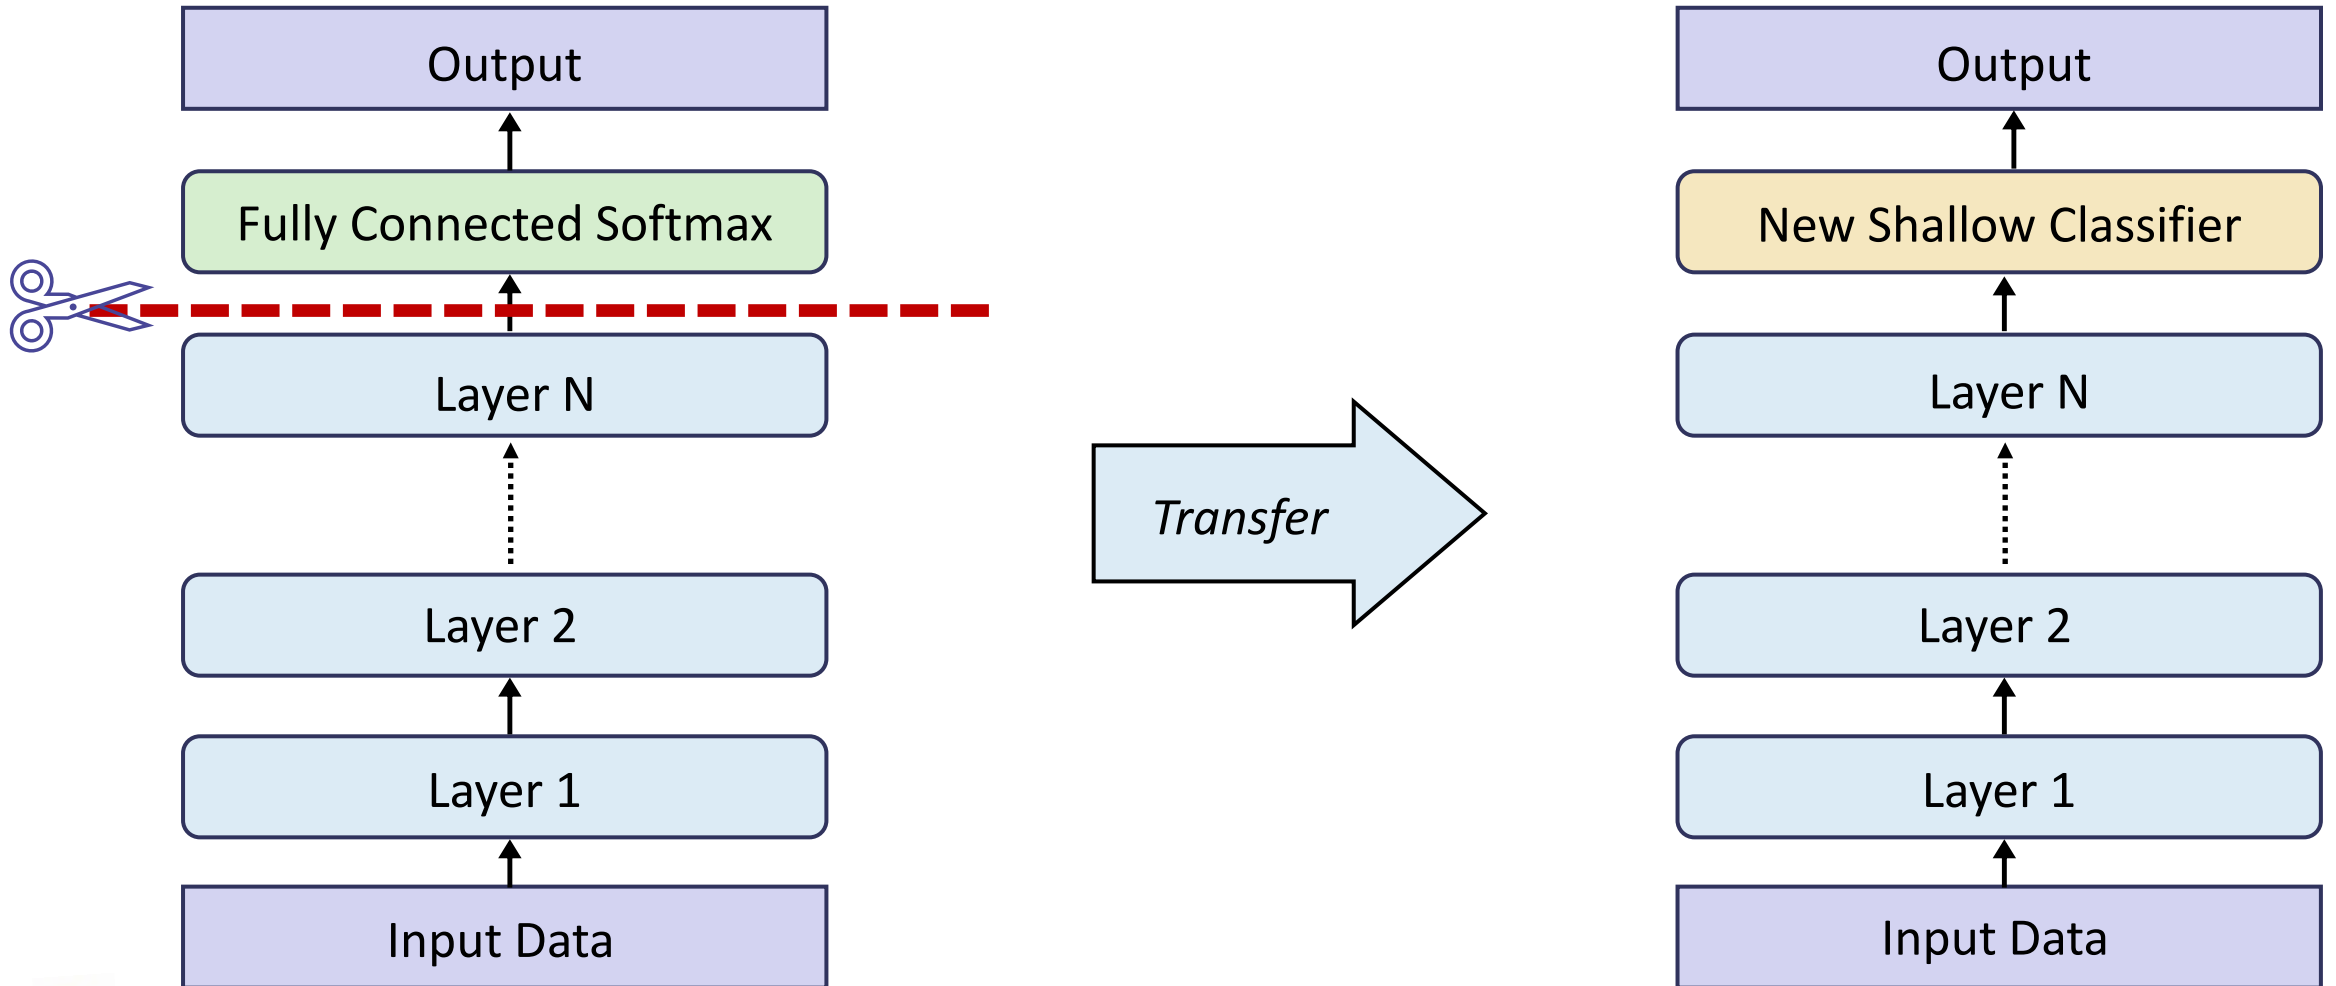 Output
Fully Connected Softmax
Layer N
Layer 2
Layer 1
Input Data
Transfer
Output
New Shallow Classifier
Layer N
Layer 2
Layer 1
Input Data